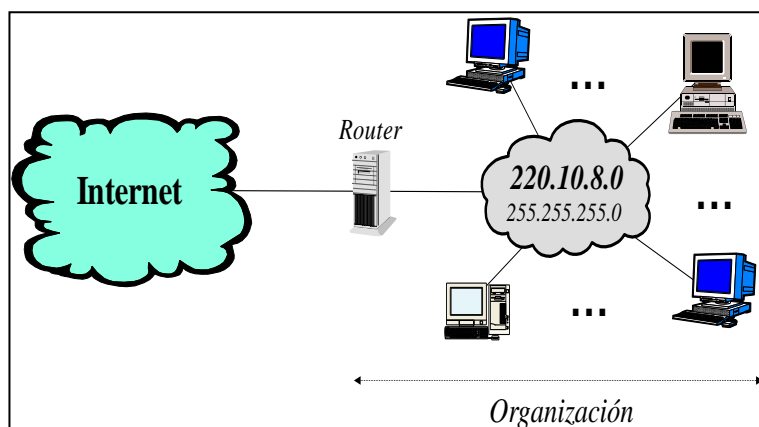 ...
Router
Internet
220.10.8.0
255.255.255.0
...
...
Organización